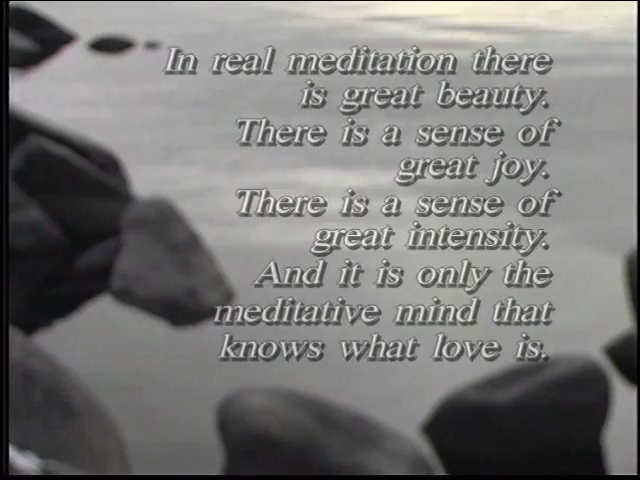 In real meditation there
is great beauty.
There is a sense of
great joy.
There is a sense of
great intensity.
And it is only the
meditative mind that
knows what love is.